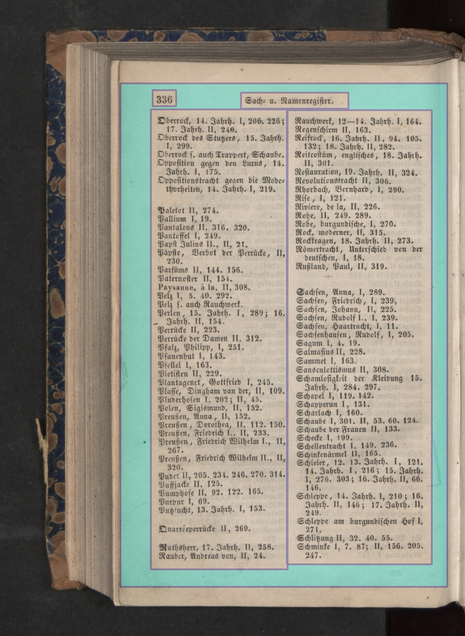 336
Sach- u. Namenregister.
Oberrock, 14. Jahrh. I, 206. 226;
17. Jahrh. II, 240.
Oberrock des Stutzers, 15. Jahrh.
I, 299.
Oberrock s. auch Trappert, Schaube.
Opposition gegen den Luxus, 14.
Jahrh. I, 175.
Oppositionstracht gegen die Mode-
thorheiten, 14. Jahrh. I, 219.
Paletot II, 274.
Pallium I, 19.
Pantalons II, 316. 320.
Pantoffel I, 249.
Papst Julius II., II, 21.
Päpste, Verbot der Perrücke, II,
230.
Parfüms II, 144. 156.
Paternoster II, 154.
Paysanne, à la, II, 308.
Pelz I, 5. 40. 292.
Pelz s. auch Rauchwerk.
Perlen, 15. Jahrh. I, 289; 16.
Jahrh. II, 154.
Perrücke II, 223.
Perrücke der Damen II, 312.
Pfalz, Philipp, I, 251.
Pfauenhut I, 143.
Pfellel I, 163.
Pietisten II, 229.
Plantagenet, Gottfried I, 245.
Plaffe, Dingham van der, II, 109.
Pluderhosen I, 202; II, 45.
Polen, Sigismund, II, 152.
Preußen, Anna, II, 152.
Preußen, Dorothea, II, 112. 150.
Preußen, Friedrich I., II, 233.
Preußen, Friedrich Wilhelm I., II,
267.
Preußen, Friedrich Wilhelm II., II,
320.
Puder II, 205. 234. 246. 270. 314.
Puffjacke II, 125.
Pumphose II, 92. 122. 165.
Purpur I, 69.
Putzsucht, 13. Jahrh. I, 153.
Quarréeperrücke II, 269.
Rathsherr, 17. Jahrh. II, 258.
Rauber, Andreas von, II, 24.
Rauchwerk, 12—14. Jahrh. I, 164.
Regenschirm II, 163.
Reifrock, 16. Jahrh. II, 94. 105.
132; 18. Jahrh. II, 282.
Reitcostüm, englisches, 18. Jahrh.
II, 301.
Restauration, 19. Jahrh. II, 324.
Revolutionstracht II, 306.
Rhorbach, Bernhard, I, 290.
Rise, I, 121.
Riviere, de la, II, 226.
Robe, II, 249. 289.
Robe, burgundische, I, 270.
Rock, moderner, II, 315.
Rockkragen, 18. Jahrh. II, 273.
Römertracht, Unterschied von der
deutschen, I, 18.
Rußland, Paul, II, 319.
Sachsen, Anna, I, 289.
Sachsen, Friedrich, I, 239,
Sachsen, Johann, II, 225.
Sachsen, Rudolf I., I, 239.
Sachsen, Haartracht, I, 11.
Sachsenhausen, Rudolf, I, 205.
Sagum I, 4. 19.
Salmasius II, 228.
Sammet I, 163.
Sansculottismus II, 308.
Schamlosigkeit der Kleidung 15.
Jahrh. I, 284. 297.
Schapel I, 119. 142.
Schapperun I, 131.
Scharlach I, 160.
Schaube I, 301. II, 53. 60. 124.
Schaube der Frauen II, 133.
Schecke I, 199.
Schellentracht I, 149. 236.
Schinkenärmel II, 165.
Schleier, 12. 13. Jahrh. I, 121.
14. Jahrh. I, 216; 15. Jahrh.
I, 276. 303; 16. Jahrh. II, 66.
146.
Schleppe, 14. Jahrh. I, 210; 16.
Jahrh. II, 146; 17. Jahrh. II,
249.
Schleppe am burgundischen Hof I,
271.
Schlitzung II, 32. 40. 55.
Schminke I, 7. 87; II, 156. 205.
247.